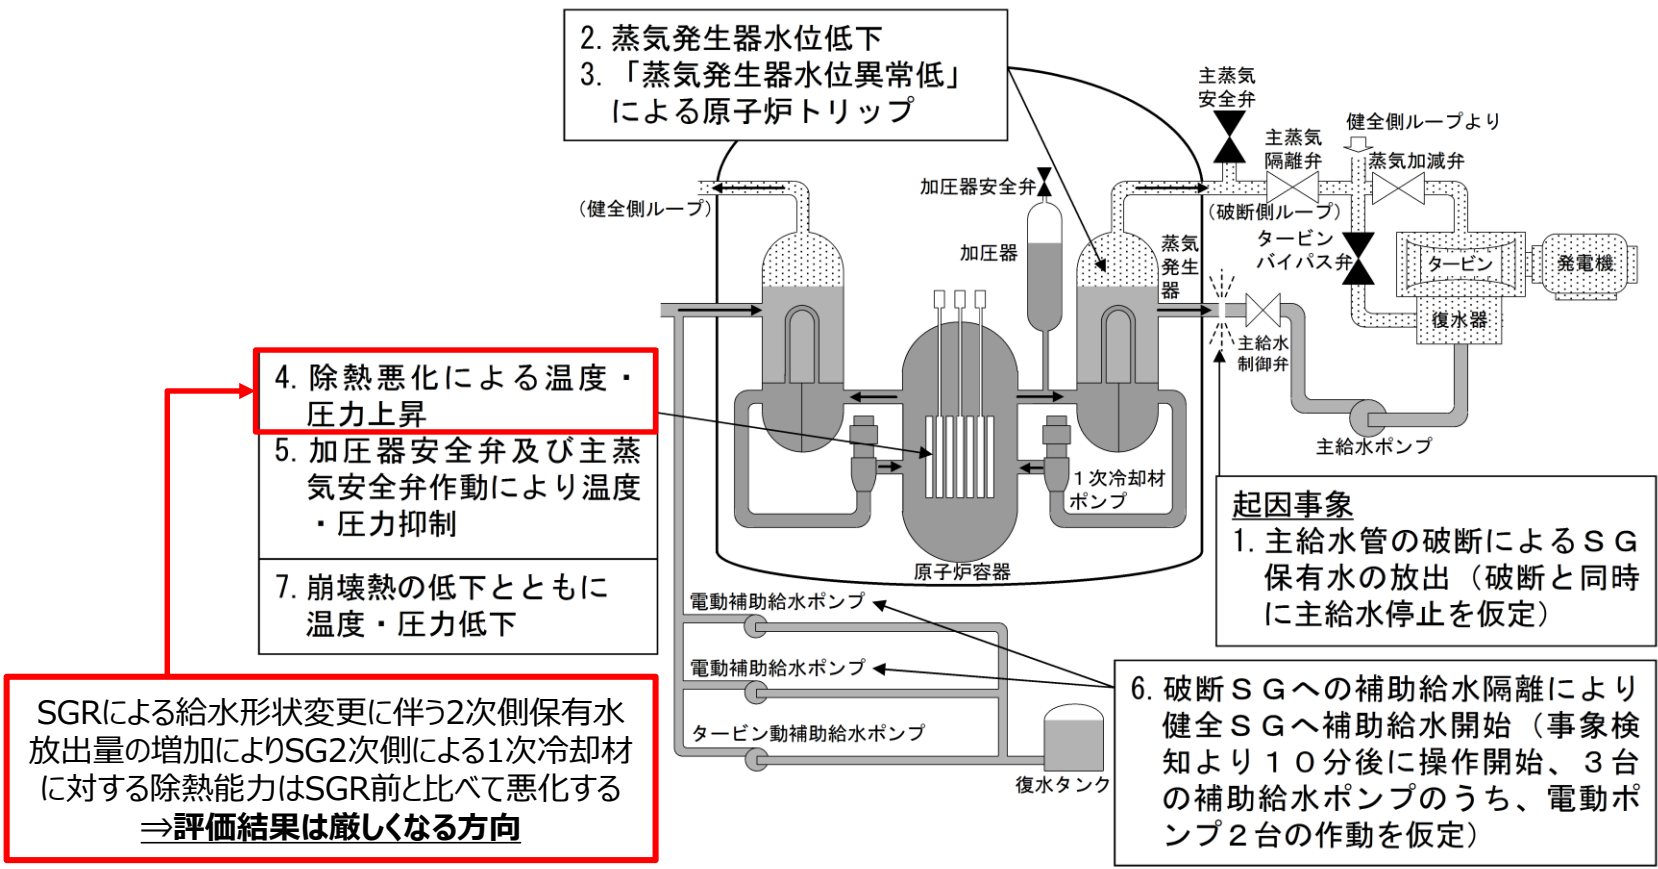 2. 蒸気発生器水位低下
3. 「蒸気発生器水位異常低」
による原子炉トリップ
主蒸気
安全弁
健全側ループより
主蒸気
隔離弁
蒸気加減弁
加圧器安全弁
(健全側ループ)
(破断側ループ)
加圧器
蒸気
発生
器
タービン
バイパス弁
タービン
発電機
復水器
主給水
制御弁
主給水ポンプ
1次冷却材
ポンプ
原子炉容器
4. 除熱悪化による温度・
圧力上昇
5. 加圧器安全弁及び主蒸
気安全弁作動により温度
・圧力抑制
7. 崩壊熱の低下とともに
温度・圧力低下
起因事象
1. 主給水管の破断によるSG
保有水の放出（破断と同時
に主給水停止を仮定）
電動補助給水ポンプ
電動補助給水ポンプ
タービン動補助給水ポンプ
復水タンク
6. 破断SGへの補助給水隔離により
健全SGへ補助給水開始（事象検
知より10分後に操作開始、3台
の補助給水ポンプのうち、電動ポ
ンプ2台の作動を仮定）
SGRによる給水形状変更に伴う2次側保有水
放出量の増加によりSG2次側による1次冷却材
に対する除熱能力はSGR前と比べて悪化する
⇒評価結果は厳しくなる方向